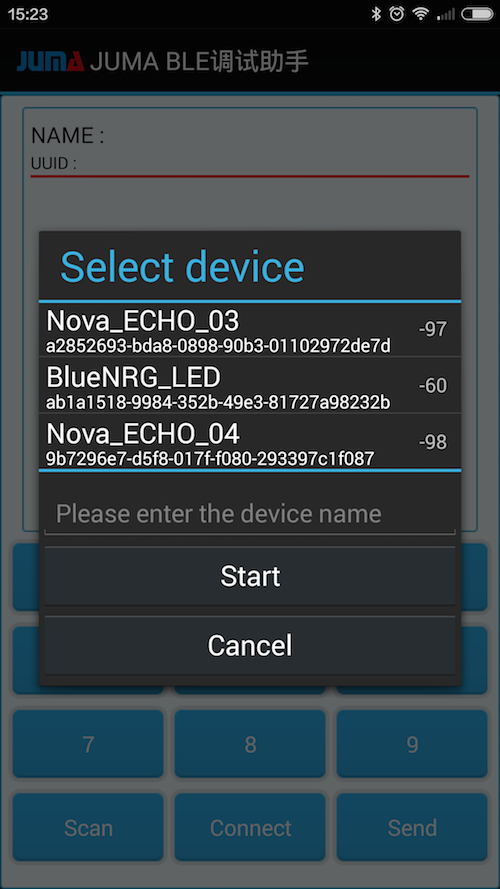 15:23
JUMA JUMA BLE调试助手
NAME :
UUID :
Select device
Nova_ECHO_03 -97
a2852693-bda8-0898-90b3-01102972de7d
BlueNRG_LED -60
ab1a1518-9984-352b-49e3-81727a98232b
Nova_ECHO_04 -98
9b7296e7-d5f8-017f-f080-293397c1f087
Please enter the device name
Start
Cancel
7 8 9
Scan Connect Send